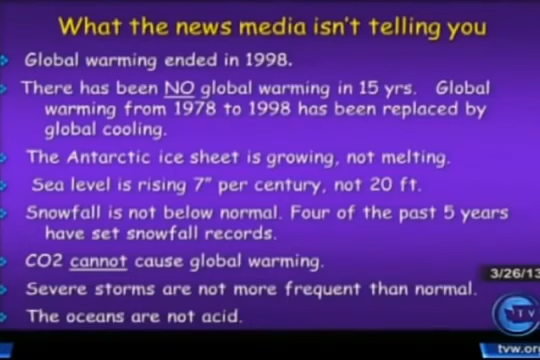 What the news media isn't telling you
Global warming ended in 1998.
There has been NO global warming in 15 yrs. Global
warming from 1978 to 1998 has been replaced by
global cooling.
The Antarctic ice sheet is growing, not melting.
Sea level is rising 7" per century, not 20 ft.
Snowfall is not below normal. Four of the past 5 years
have set snowfall records.
CO2 cannot cause global warming.
3/26/13
Severe storms are not more frequent than normal.
The oceans are not acid.
TV
tvw.or